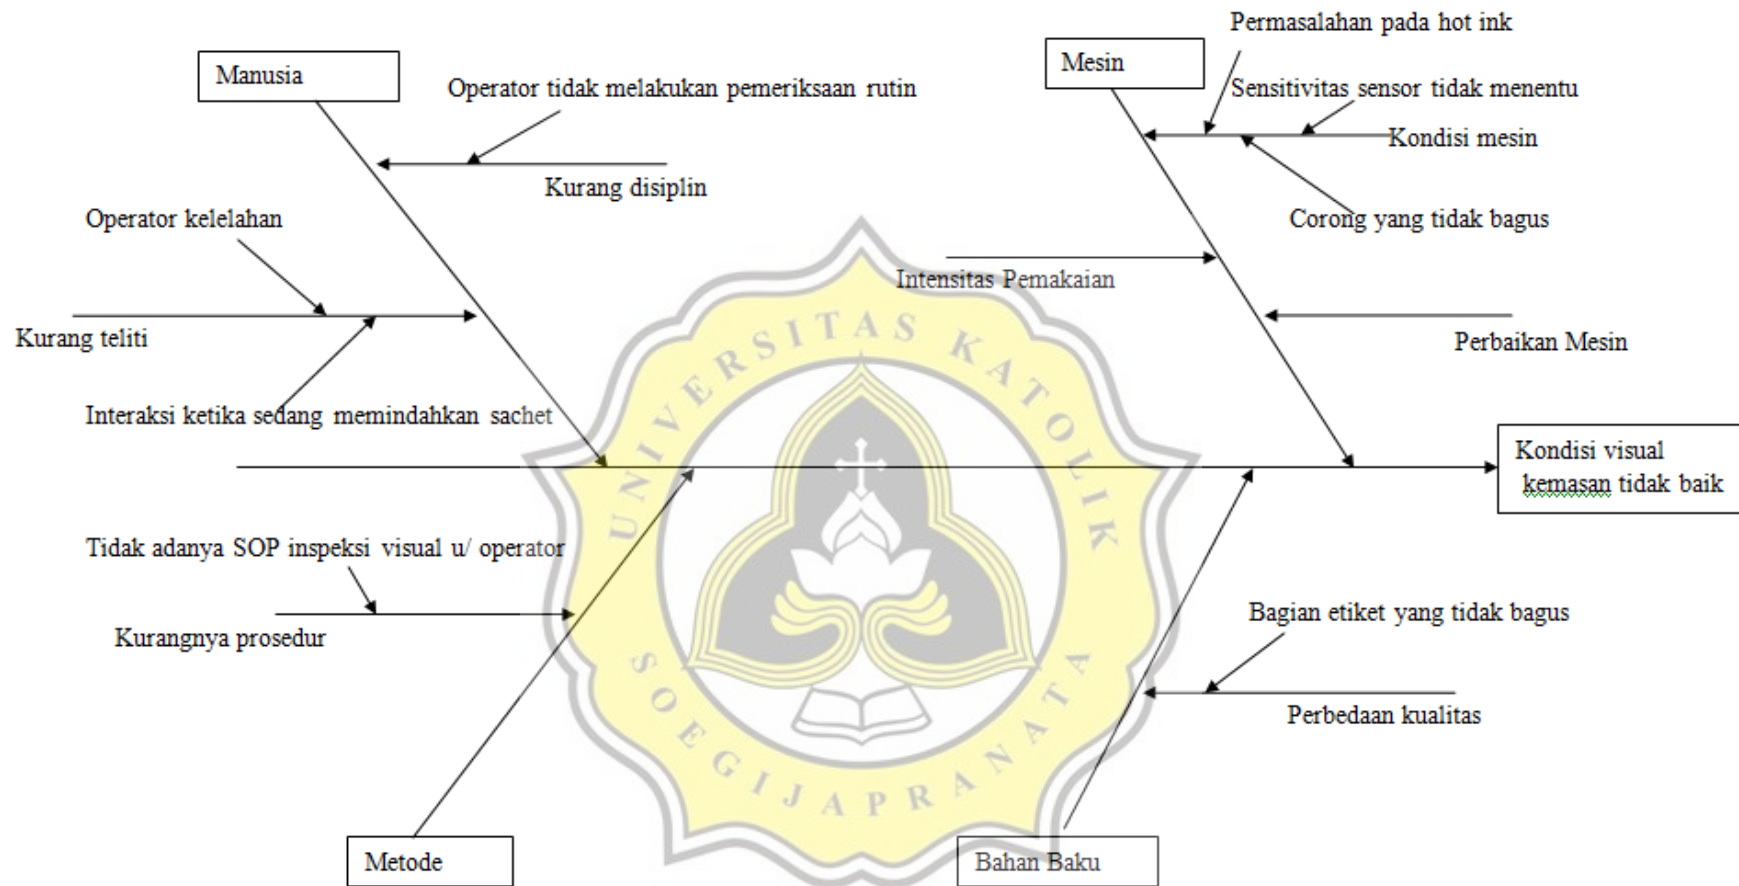 Permasalahan pada hot ink
Manusia
Mesin
Operator tidak melakukan pemeriksaan rutin
Sensitivitas sensor tidak menentu
Kondisi mesin
Kurang disiplin
Operator kelelahan
Corong yang tidak bagus
Intensitas Pemakaian
Kurang teliti
Perbaikan Mesin
Interaksi ketika sedang memindahkan sachet
Kondisi visual
kemasan tidak baik
Tidak adanya SOP inspeksi visual u/ operator
Kurangnya prosedur
Bagian etiket yang tidak bagus
Perbedaan kualitas
Metode
Bahan Baku
UNIVERSITAS KATOLIK
SOEGIJAPRANATA